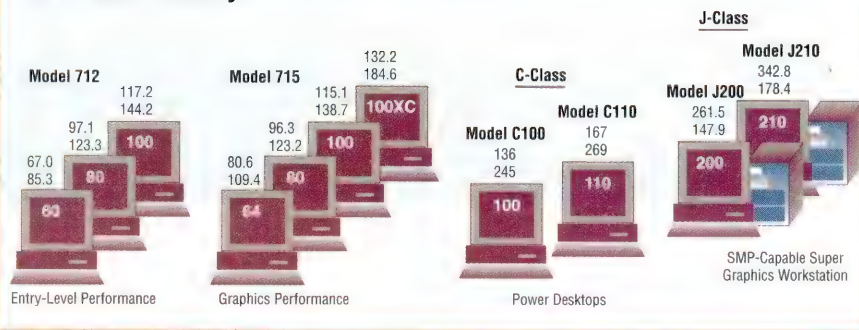 J-Class
Model J210
342.8
178.4
Model J200
261.5
147.9
210
200
SMP-Capable Super
Graphics Workstation
Model 712
117.2
144.2
100
97.1
123.3
80
67.0
85.3
60
Entry-Level Performance
Model 715
132.2
184.6
100XC
115.1
138.7
100
96.3
123.2
80
80.6
109.4
64
Graphics Performance
C-Class
Model C110
167
269
110
Model C100
136
245
100
Power Desktops